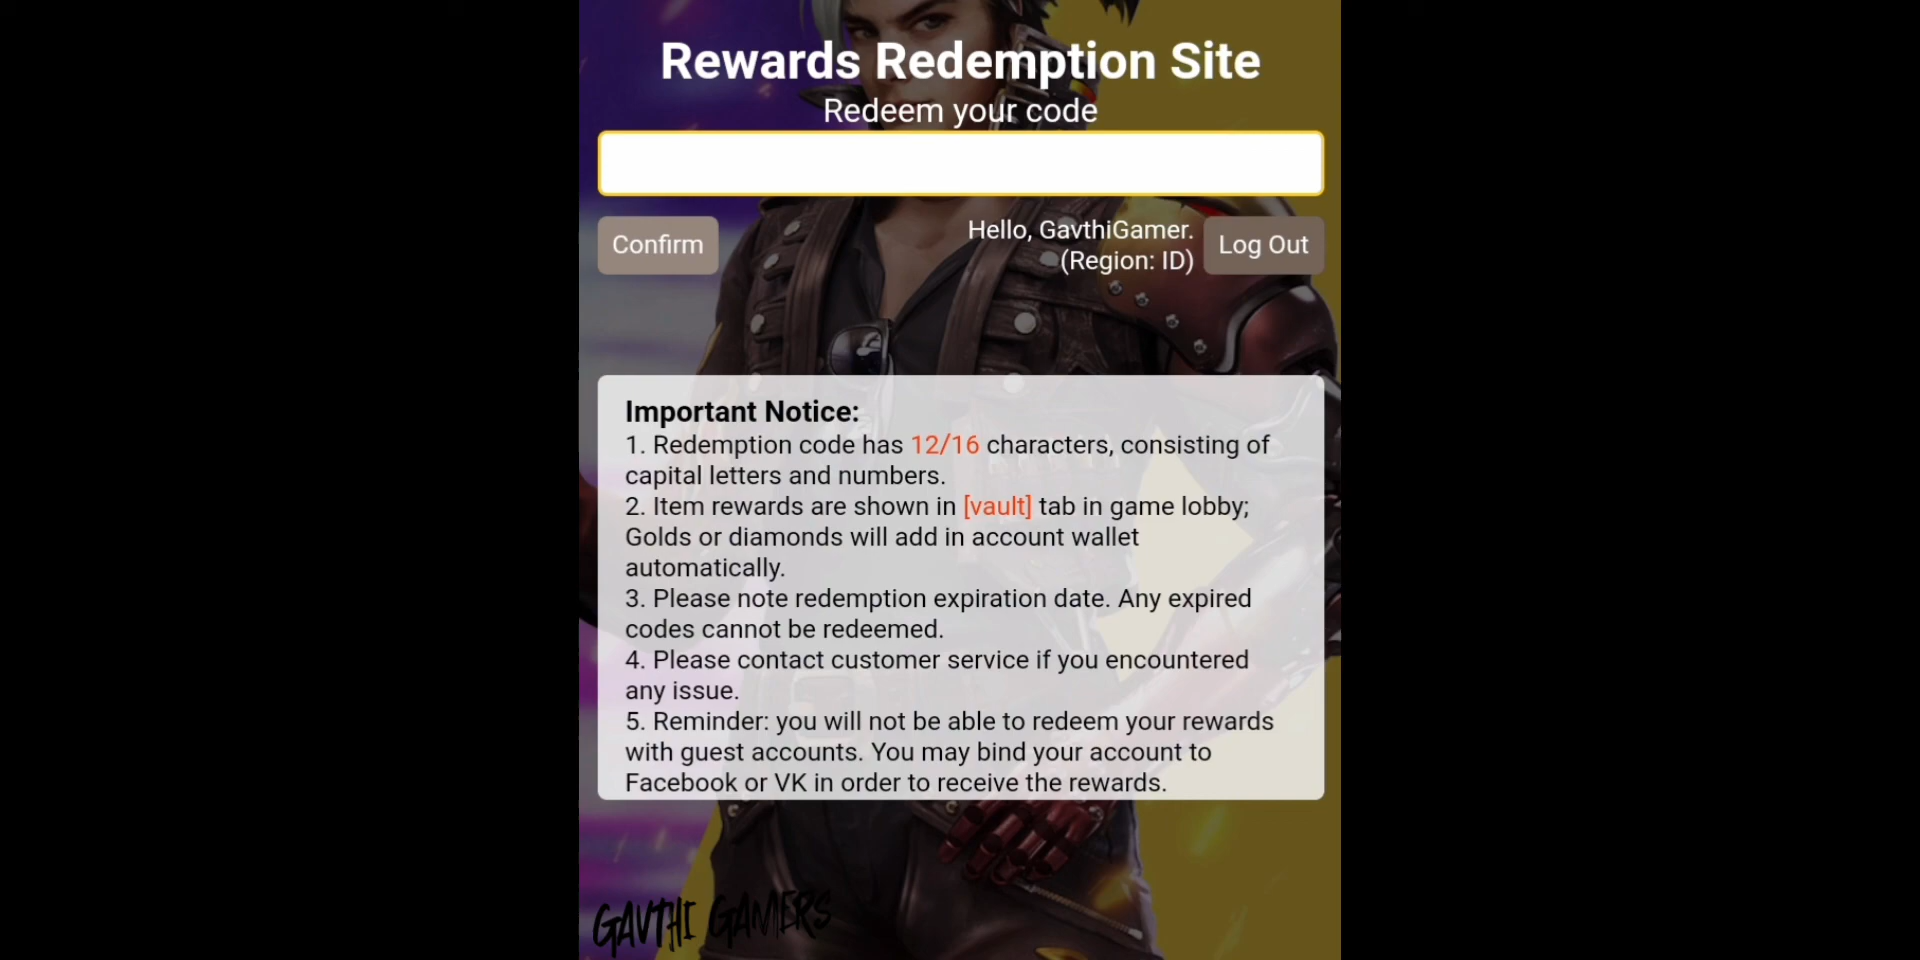 Rewards Redemption Site
Redeem your code
Confirm
Hello, GavthiGamer.
(Region: ID)
Log Out
Important Notice:
1. Redemption code has 12/16 characters, consisting of
capital letters and numbers.
2. Item rewards are shown in [vault] tab in game lobby;
Golds or diamonds will add in account wallet
automatically.
3. Please note redemption expiration date. Any expired
codes cannot be redeemed.
4. Please contact customer service if you encountered
any issue.
5. Reminder: you will not be able to redeem your rewards
with guest accounts. You may bind your account to
Facebook or VK in order to receive the rewards.
GAVTHI GAMERS